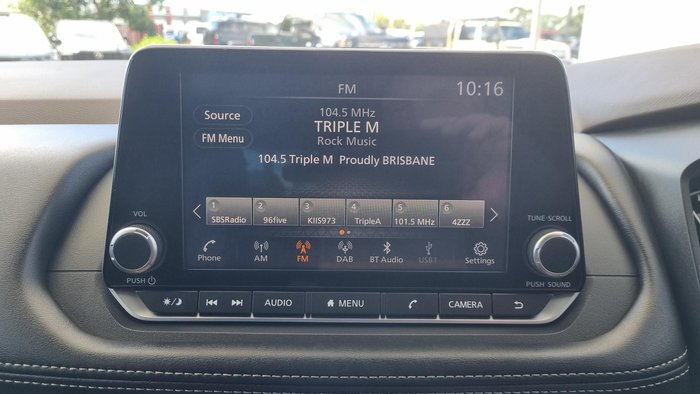 FM
10:16
Source
FM Menu
104.5 MHz
TRIPLE M
Rock Music
104.5 Triple M Proudly BRISBANE
1 2 3 4 5 6
SBSRadio 96five KIIS973 TripleA 101.5 MHz 4ZZZ
Phone AM FM DAB BT Audio USBT Settings
VOL
PUSH
TUNE·SCROLL
PUSH SOUND
AUDIO MENU CAMERA